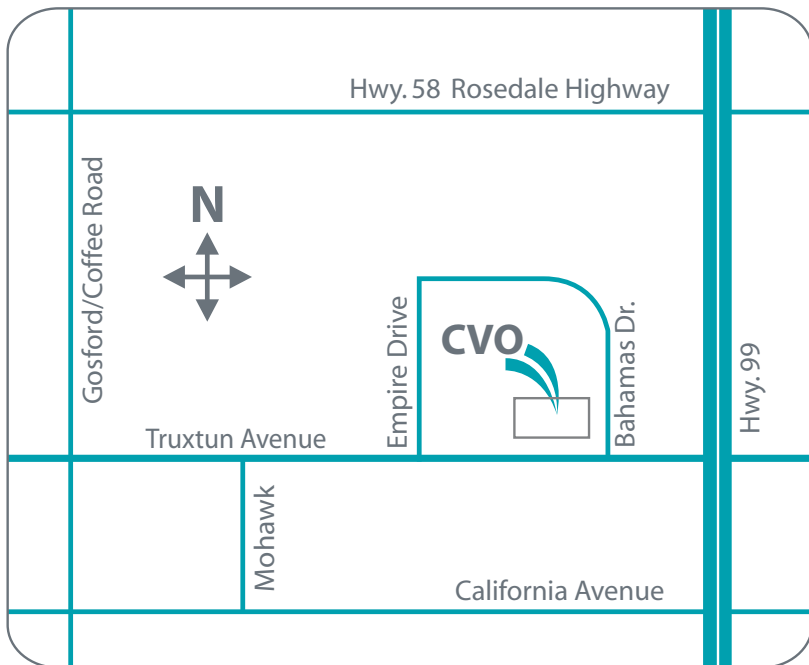 Hwy. 58 Rosedale Highway
Gosford/Coffee Road
N
Empire Drive
CVO
Bahamas Dr.
Hwy. 99
Truxtun Avenue
Mohawk
California Avenue